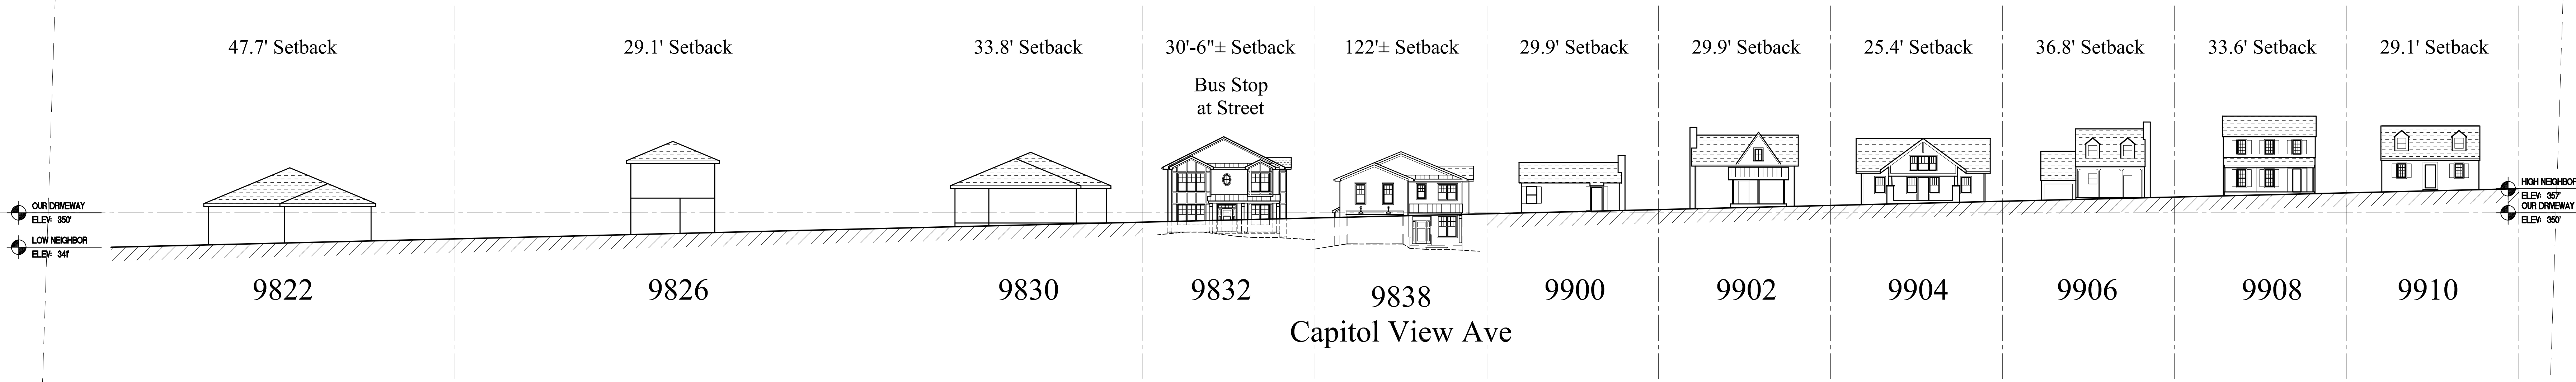 47.7' Setback
29.1' Setback
33.8' Setback
30'-6"± Setback
122'± Setback
29.9' Setback
29.9' Setback
25.4' Setback
36.8' Setback
33.6' Setback
29.1' Setback
Bus Stop
at Street
OUR DRIVEWAY
ELEV: 350'
LOW NEIGHBOR
ELEV: 341'
HIGH NEIGHBOR
ELEV: 357'
OUR DRIVEWAY
ELEV: 350'
9822
9826
9830
9832
9838
9900
9902
9904
9906
9908
9910
Capitol View Ave